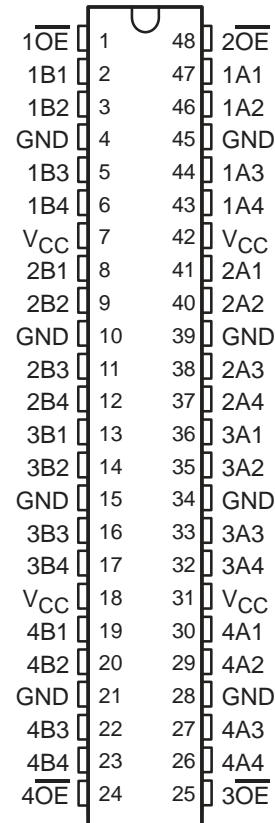 1O̅E̅ 1 48 2O̅E̅
1B1 2 47 1A1
1B2 3 46 1A2
GND 4 45 GND
1B3 5 44 1A3
1B4 6 43 1A4
VCC 7 42 VCC
2B1 8 41 2A1
2B2 9 40 2A2
GND 10 39 GND
2B3 11 38 2A3
2B4 12 37 2A4
3B1 13 36 3A1
3B2 14 35 3A2
GND 15 34 GND
3B3 16 33 3A3
3B4 17 32 3A4
VCC 18 31 VCC
4B1 19 30 4A1
4B2 20 29 4A2
GND 21 28 GND
4B3 22 27 4A3
4B4 23 26 4A4
4O̅E̅ 24 25 3O̅E̅